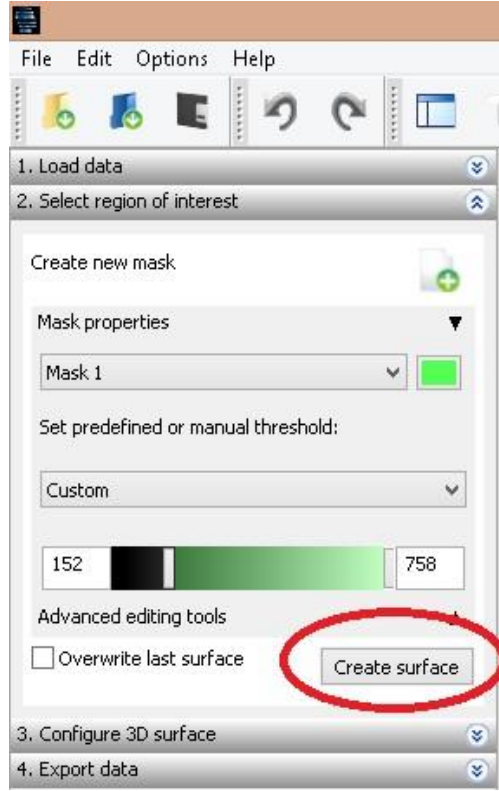 File Edit Options Help
1. Load data
2. Select region of interest
Create new mask
Mask properties
Mask 1
Set predefined or manual threshold:
Custom
152 758
Advanced editing tools
Overwrite last surface Create surface
3. Configure 3D surface
4. Export data